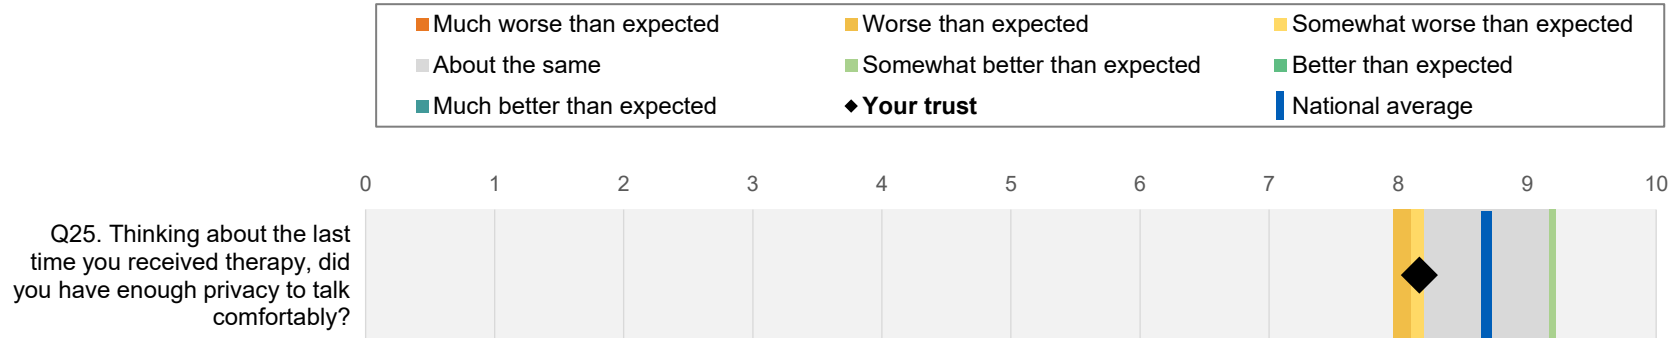 Much worse than expected
Worse than expected
Somewhat worse than expected
About the same
Somewhat better than expected
Better than expected
Much better than expected
Your trust
National average
0 1 2 3 4 5 6 7 8 9 10
Q25. Thinking about the last
time you received therapy, did
you have enough privacy to talk
comfortably?